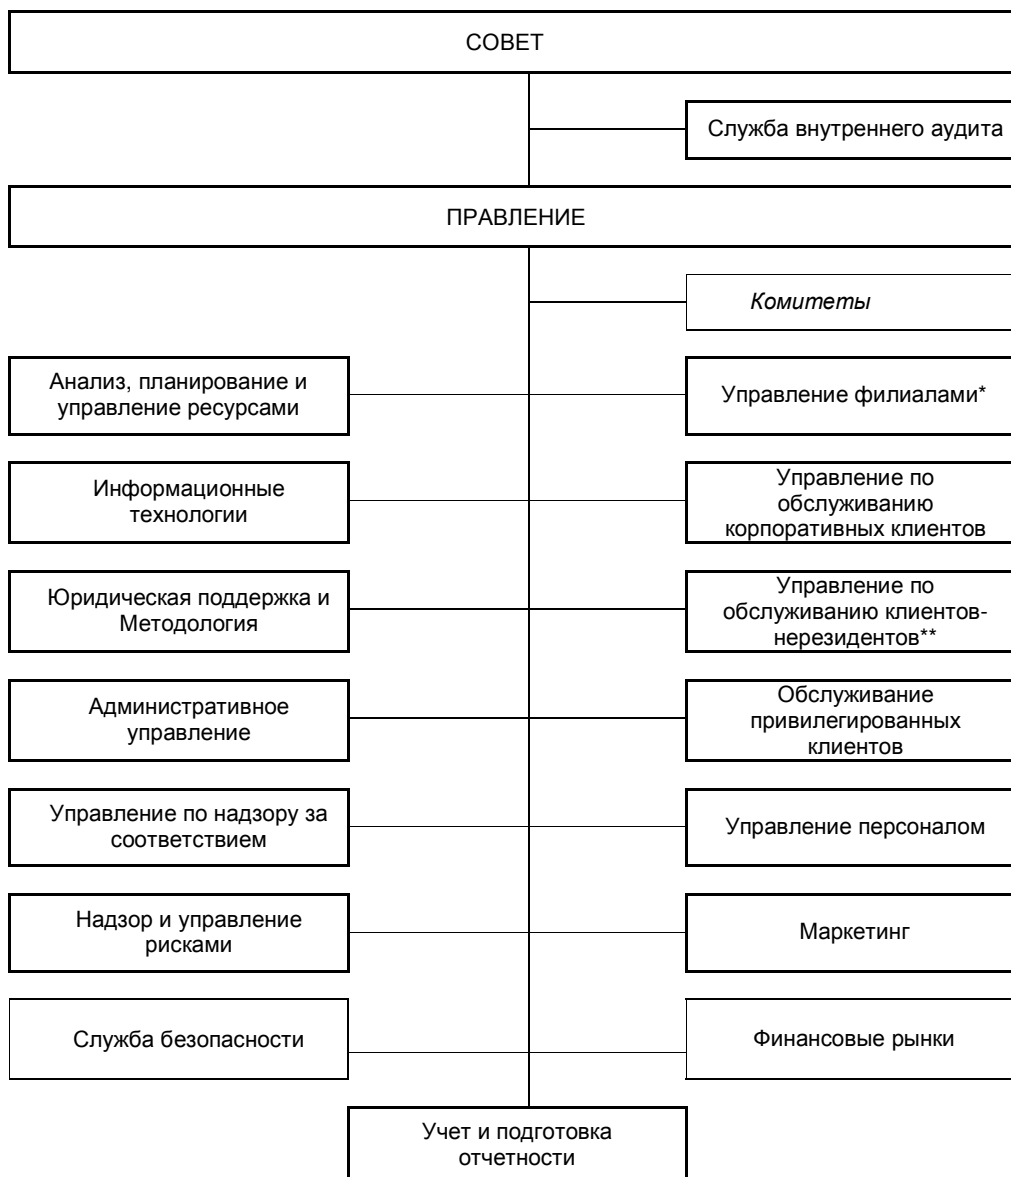 СОВЕТ
Служба внутреннего аудита
ПРАВЛЕНИЕ
Комитеты
Анализ, планирование и
управление ресурсами
Управление филиалами*
Информационные
технологии
Управление по
обслуживанию
корпоративных клиентов
Юридическая поддержка и
Методология
Управление по
обслуживанию клиентов-
нерезидентов**
Административное
управление
Обслуживание
привилегированных
клиентов
Управление по надзору за
соответствием
Управление персоналом
Надзор и управление
рисками
Маркетинг
Служба безопасности
Финансовые рынки
Учет и подготовка
отчетности